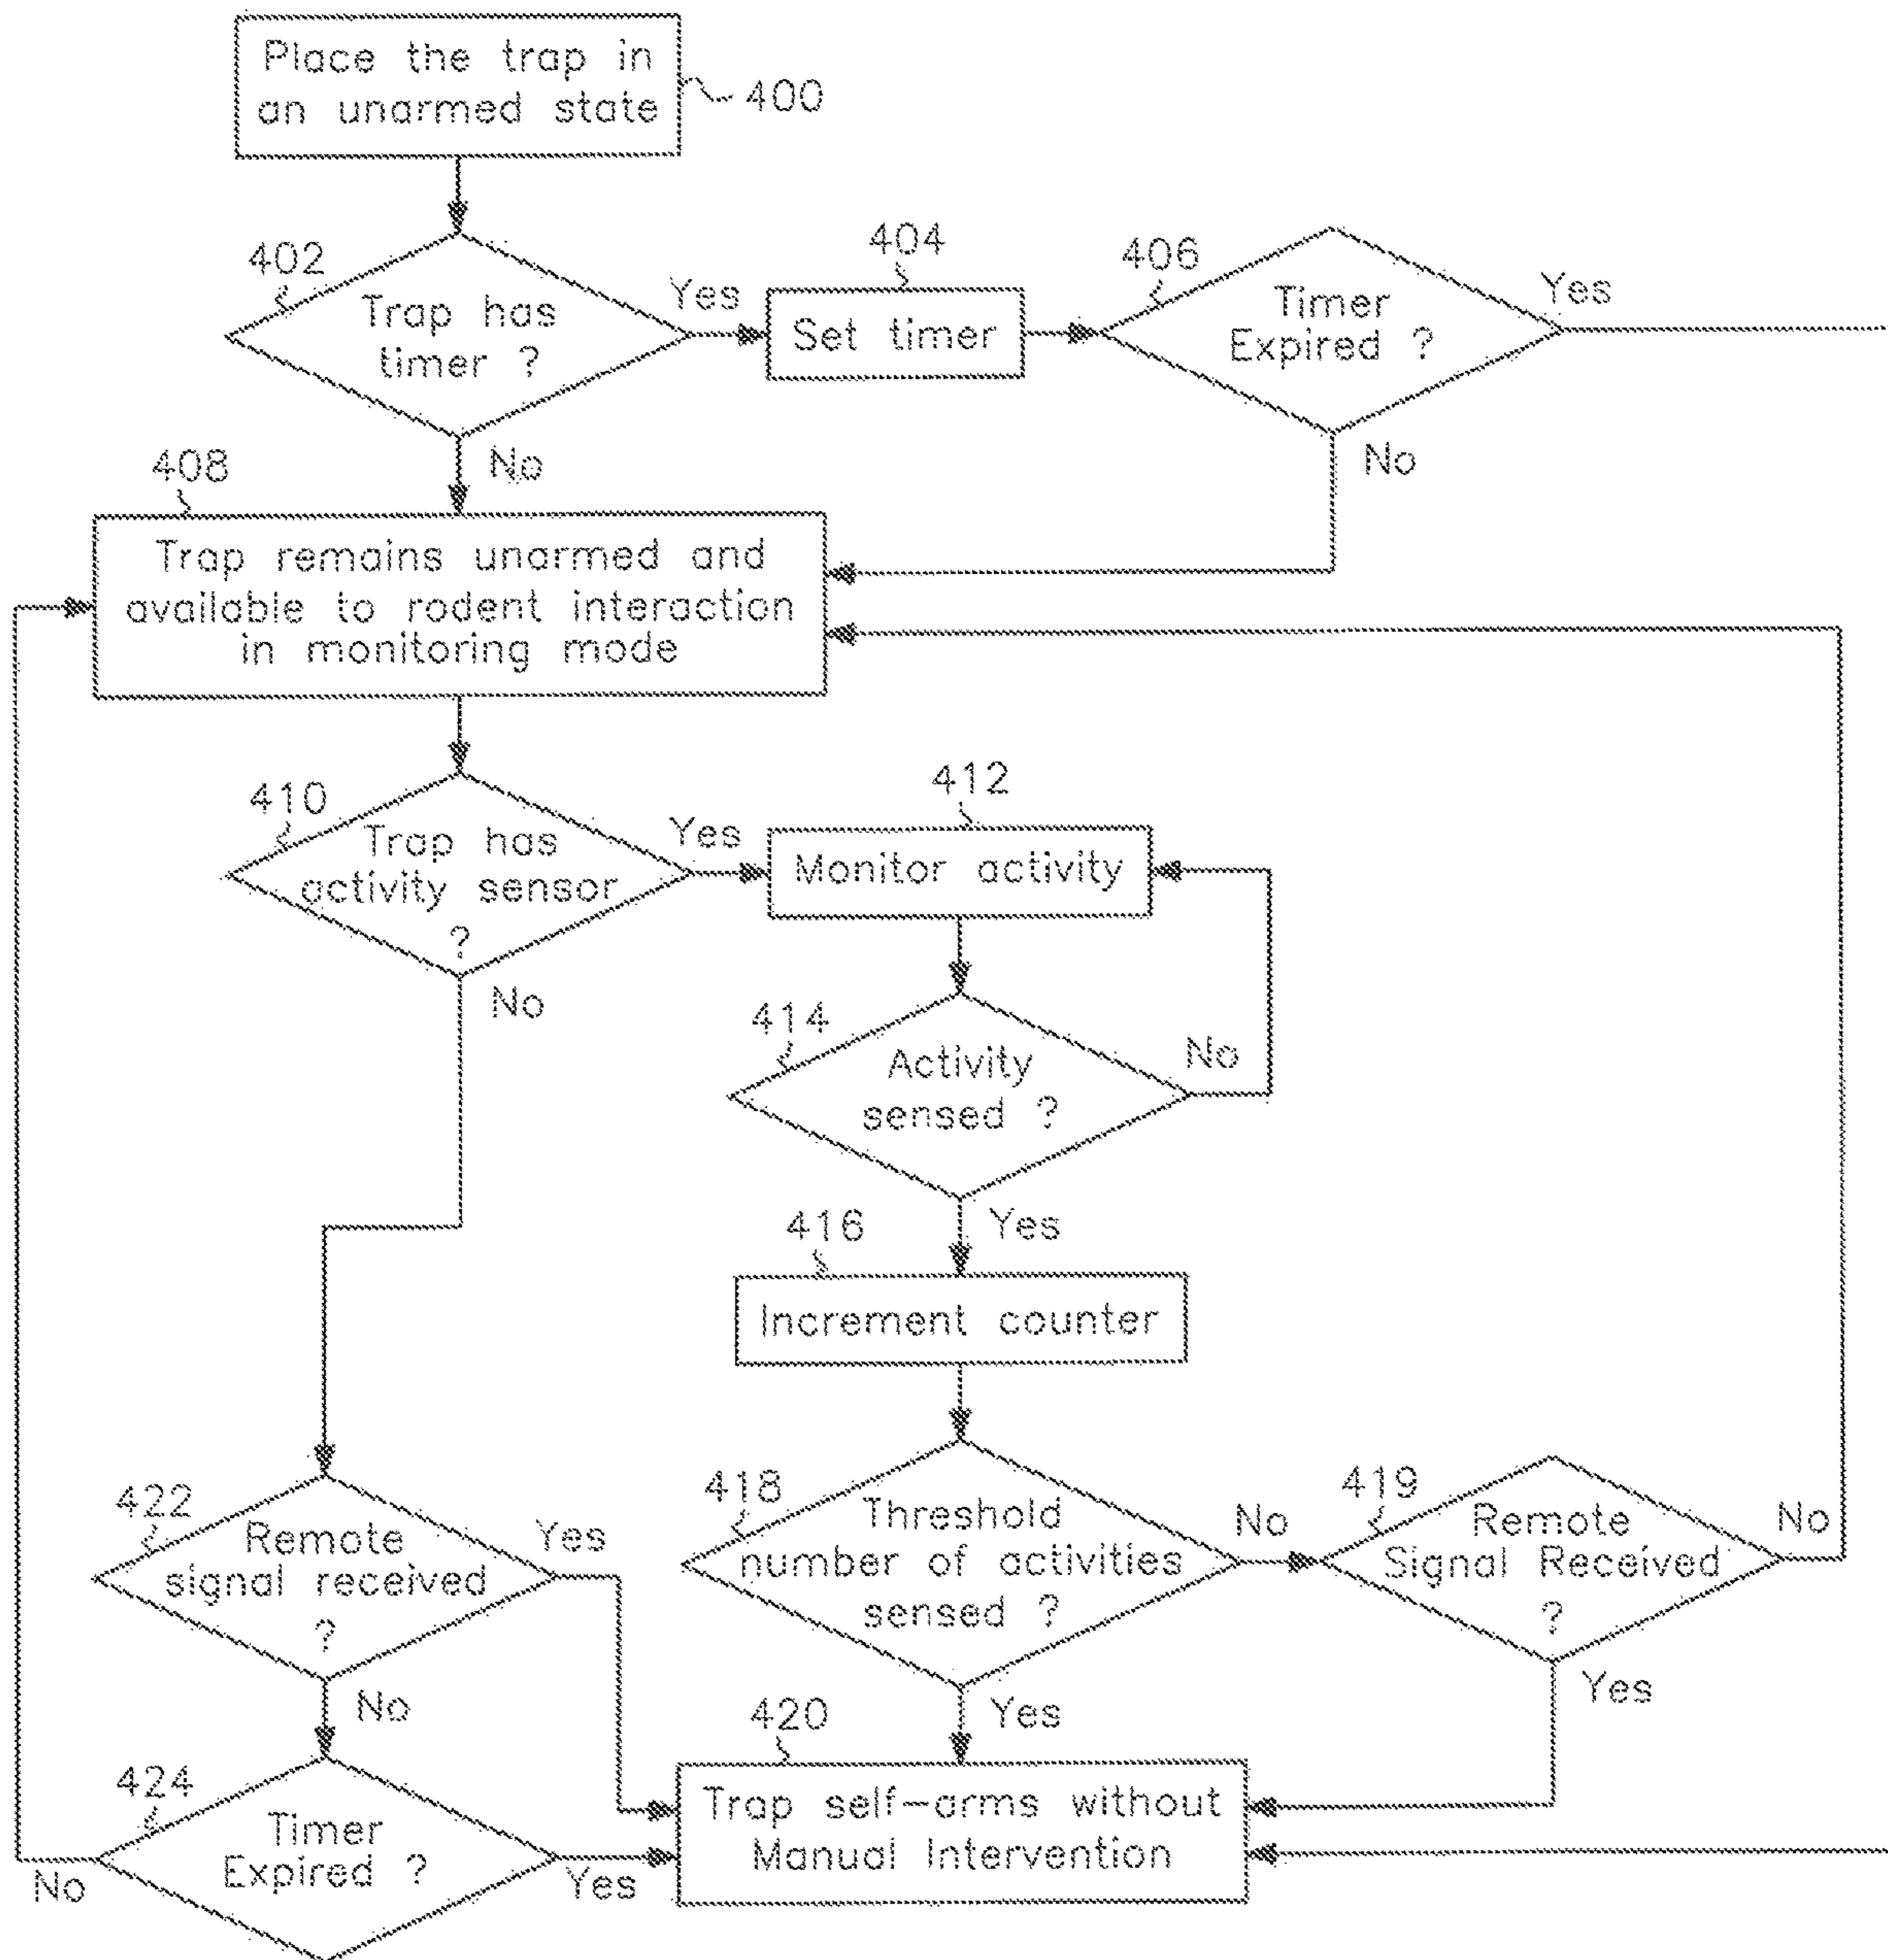 Place the trap in
an unarmed state
400
402
Trap has
timer ?
Yes
No
404
Set timer
406
Timer
Expired ?
Yes
No
408
Trap remains unarmed and
available to rodent interaction
in monitoring mode
410
Trap has
activity sensor
?
Yes
No
412
Monitor activity
414
Activity
sensed ?
No
Yes
416
Increment counter
418
Threshold
number of activities
sensed ?
No
Yes
419
Remote
Signal Received
?
No
Yes
422
Remote
signal received
?
Yes
No
424
Timer
Expired ?
No
Yes
420
Trap self-arms without
Manual Intervention